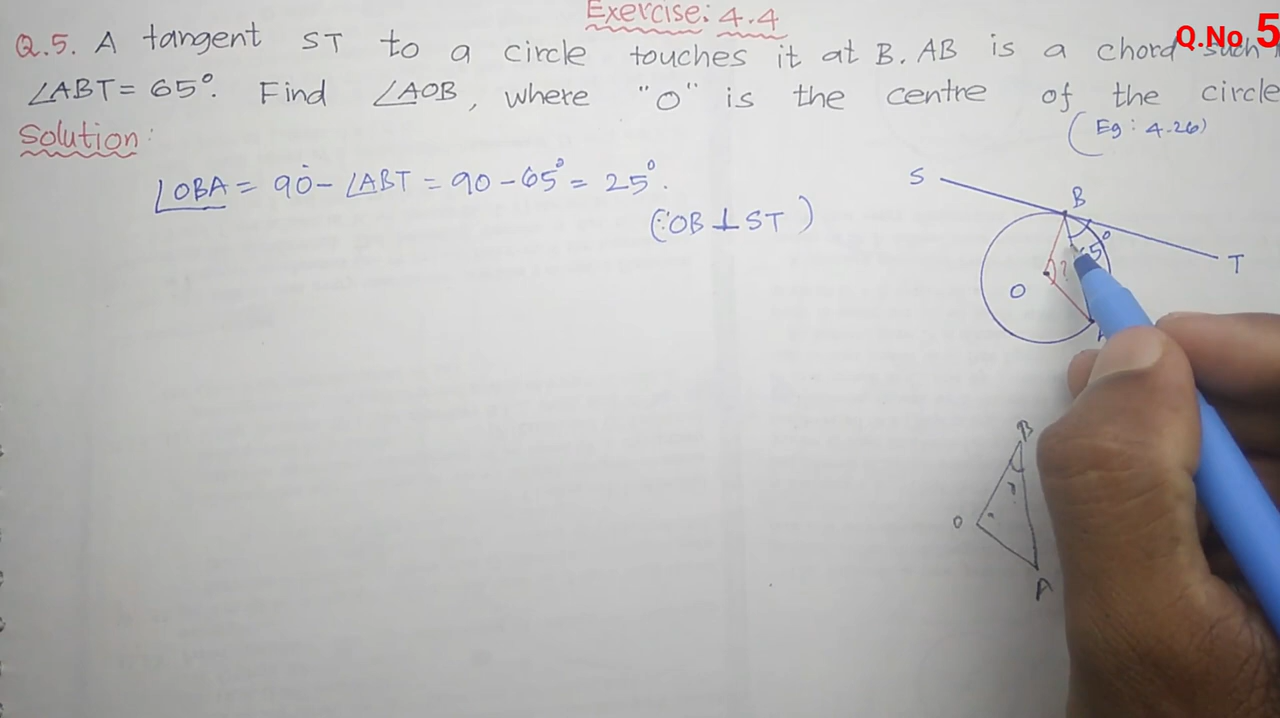 Exercise: 4.4
Q.No 5
Q.5. A tangent ST to a circle touches it at B. AB is a chord such
∠ABT = 65°. Find ∠AOB, where "O" is the centre of the circle
(Eg: 4.26)
Solution:
∠OBA = 90° - ∠ABT = 90 - 65° = 25°.
(∵OB ⊥ ST)
S
B
T
?
O
B
?
O
A